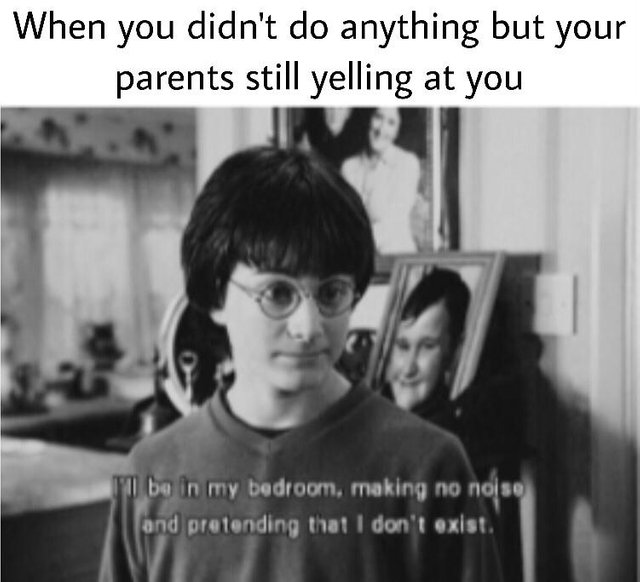 When you didn't do anything but your
parents still yelling at you
I'll be in my bedroom, making no noise
and pretending that I don't exist.